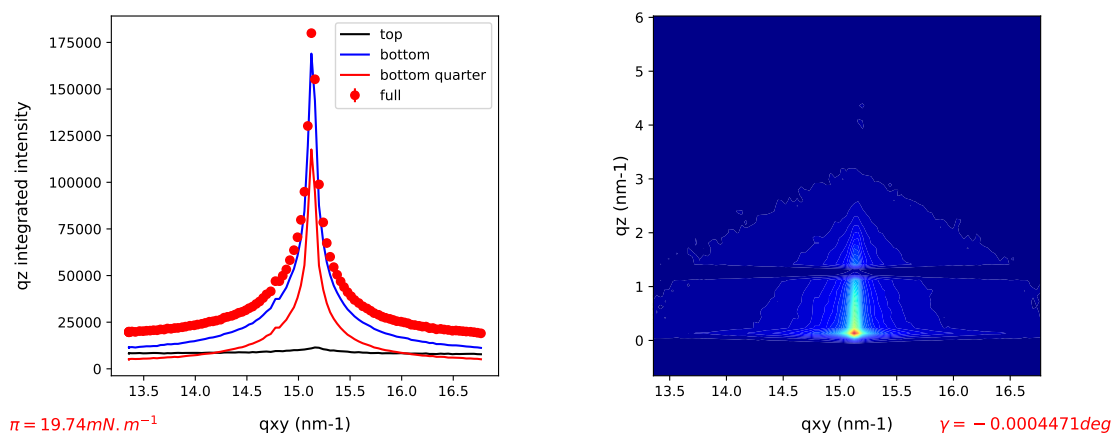 175000
150000
125000
100000
75000
50000
25000
0
qz integrated intensity
top
bottom
bottom quarter
full
13.5 14.0 14.5 15.0 15.5 16.0 16.5
qxy (nm-1)
π = 19.74mN.m⁻¹
6
5
4
3
2
1
0
qz (nm-1)
13.5 14.0 14.5 15.0 15.5 16.0 16.5
qxy (nm-1)
γ = −0.0004471deg